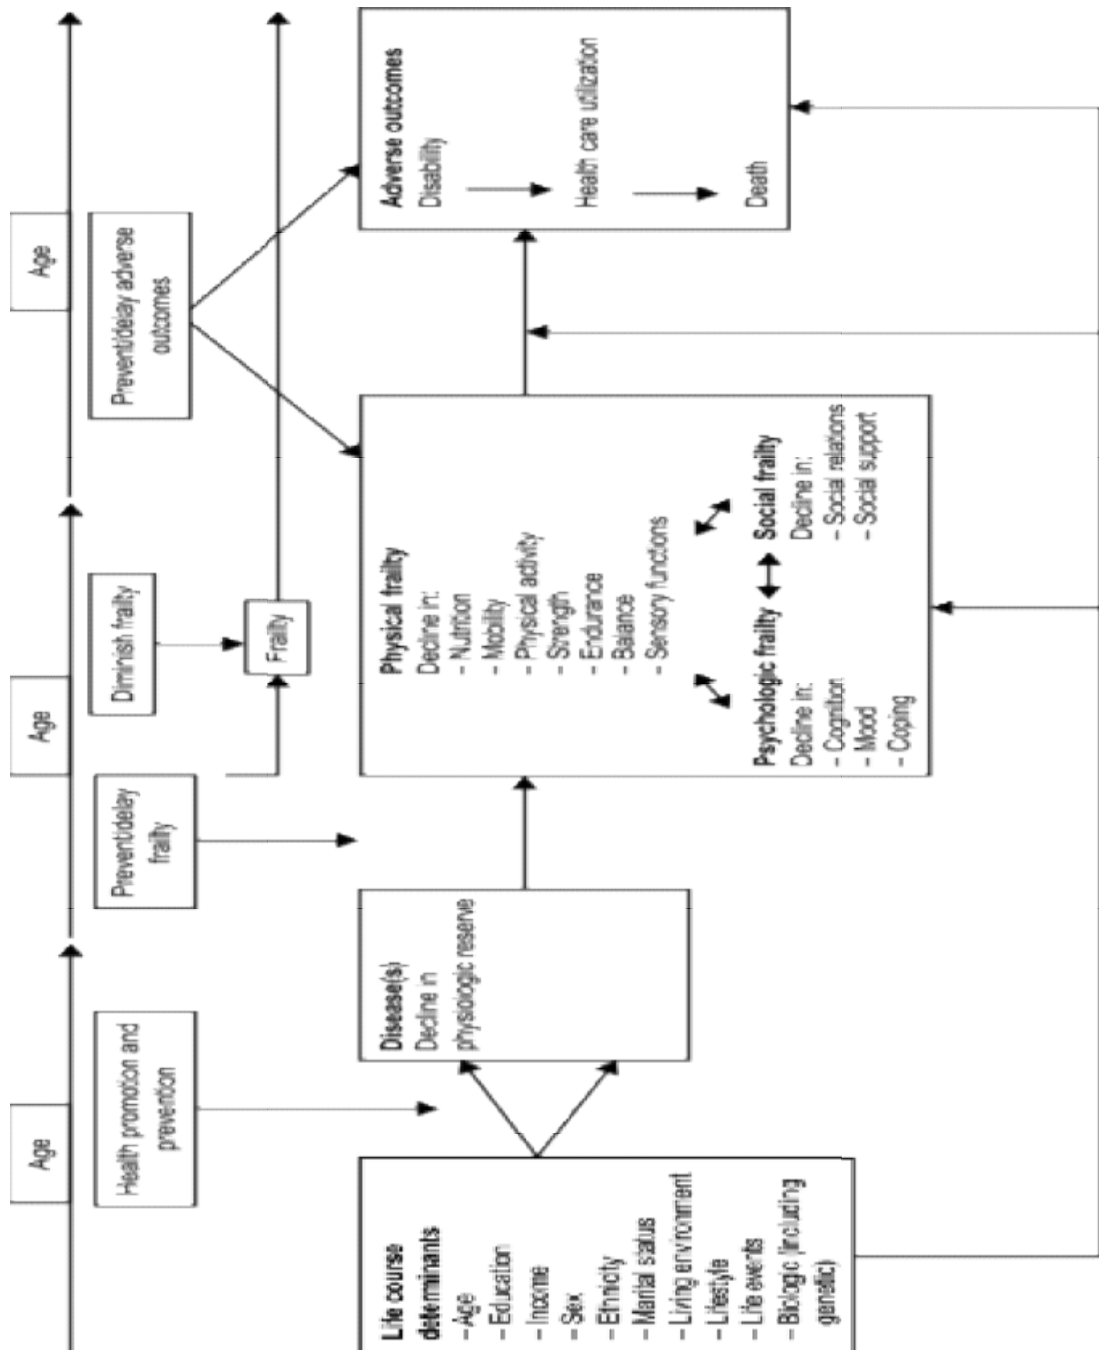 Age
Age
Age
Health promotion and
prevention
Prevent/delay
frailty
Diminish frailty
Prevent/delay adverse
outcomes
Frailty
Life course
determinants
– Age
– Education
– Income
– Sex
– Ethnicity
– Marital status
– Living environment
– Lifestyle
– Life events
– Biologic (including
genetic)
Disease(s)
Decline in
physiologic reserve
Physical frailty
Decline in:
– Nutrition
– Mobility
– Physical activity
– Strength
– Endurance
– Balance
– Sensory functions
Psychologic frailty
Decline in:
– Cognition
– Mood
– Coping
Social frailty
Decline in:
– Social relations
– Social support
Adverse outcomes
Disability
Health care utilization
Death